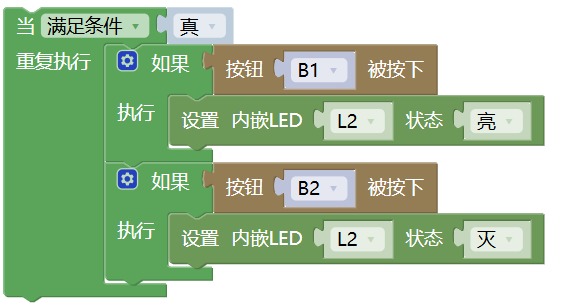 当 满足条件 真
重复执行 如果 按钮 B1 被按下
执行 设置 内嵌LED L2 状态 亮
如果 按钮 B2 被按下
执行 设置 内嵌LED L2 状态 灭